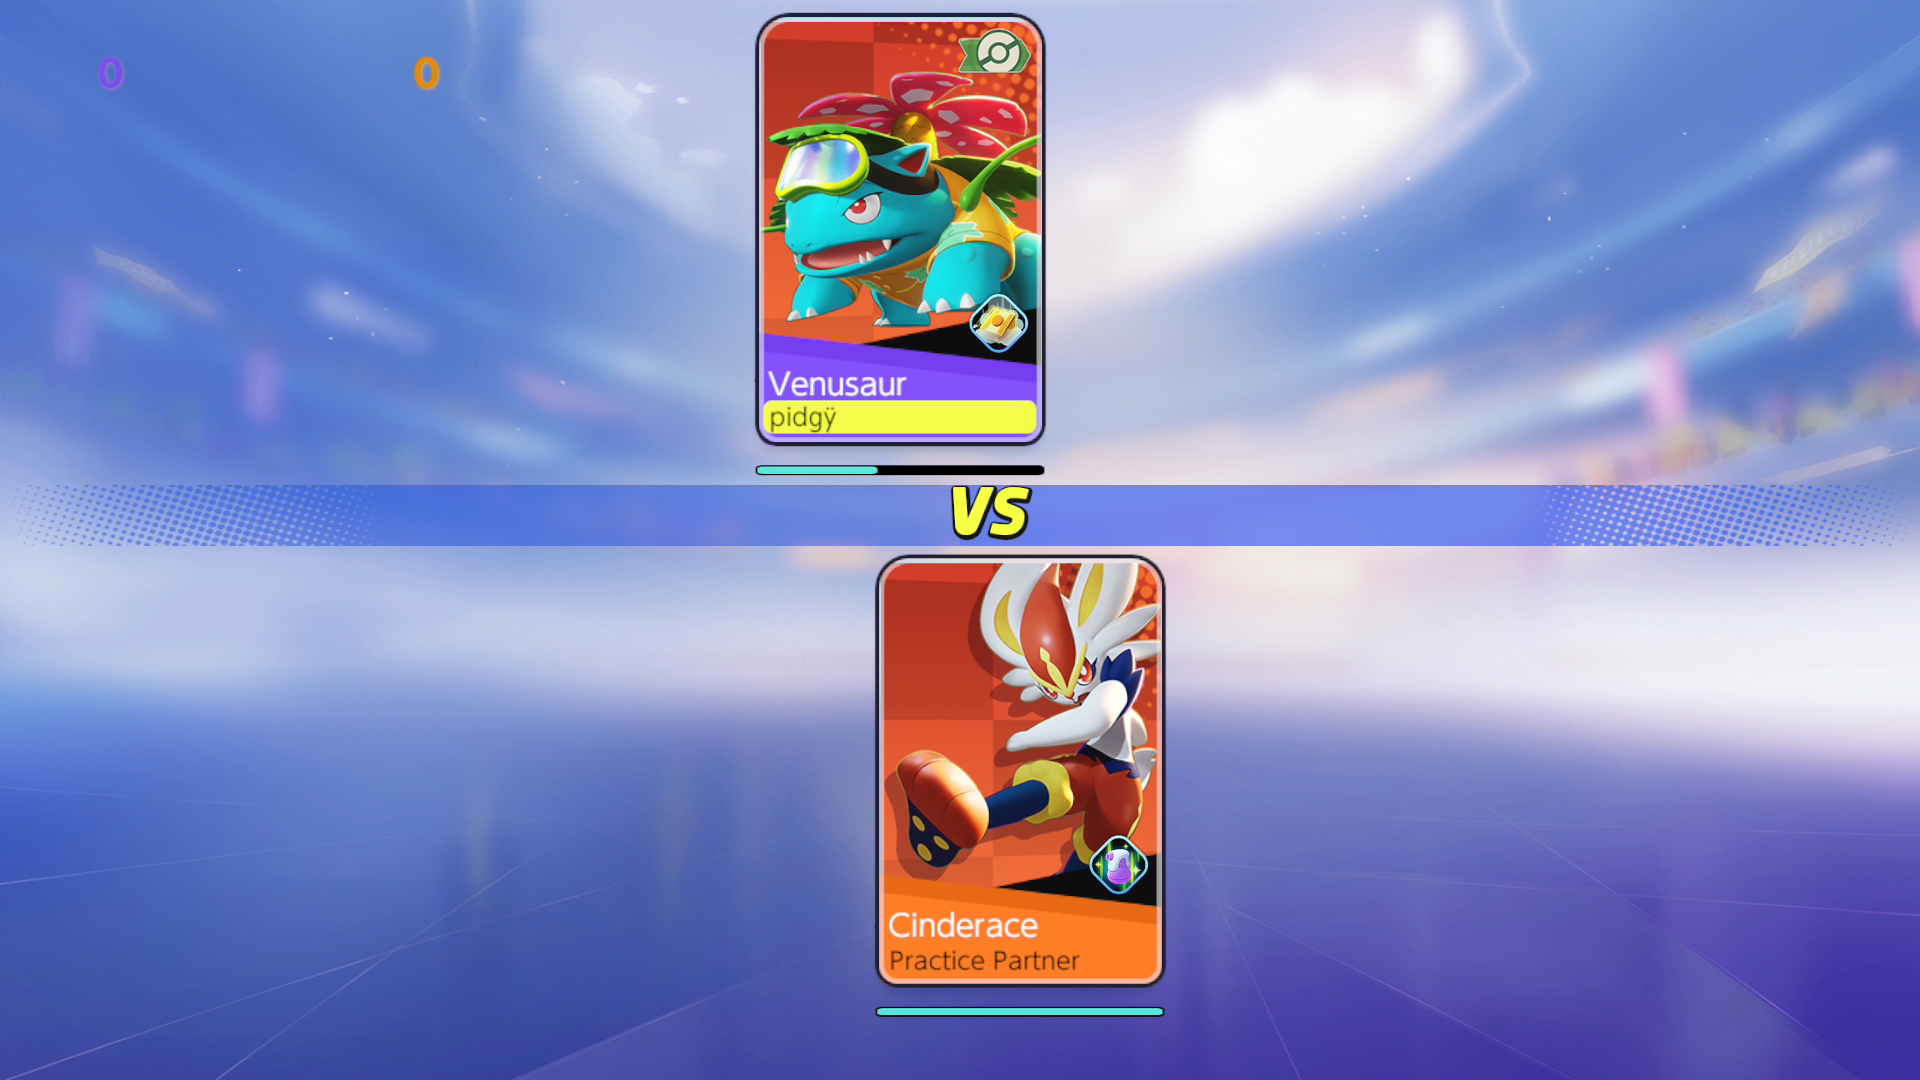 0
0
Venusaur
pidgÿ
VS
Cinderace
Practice Partner